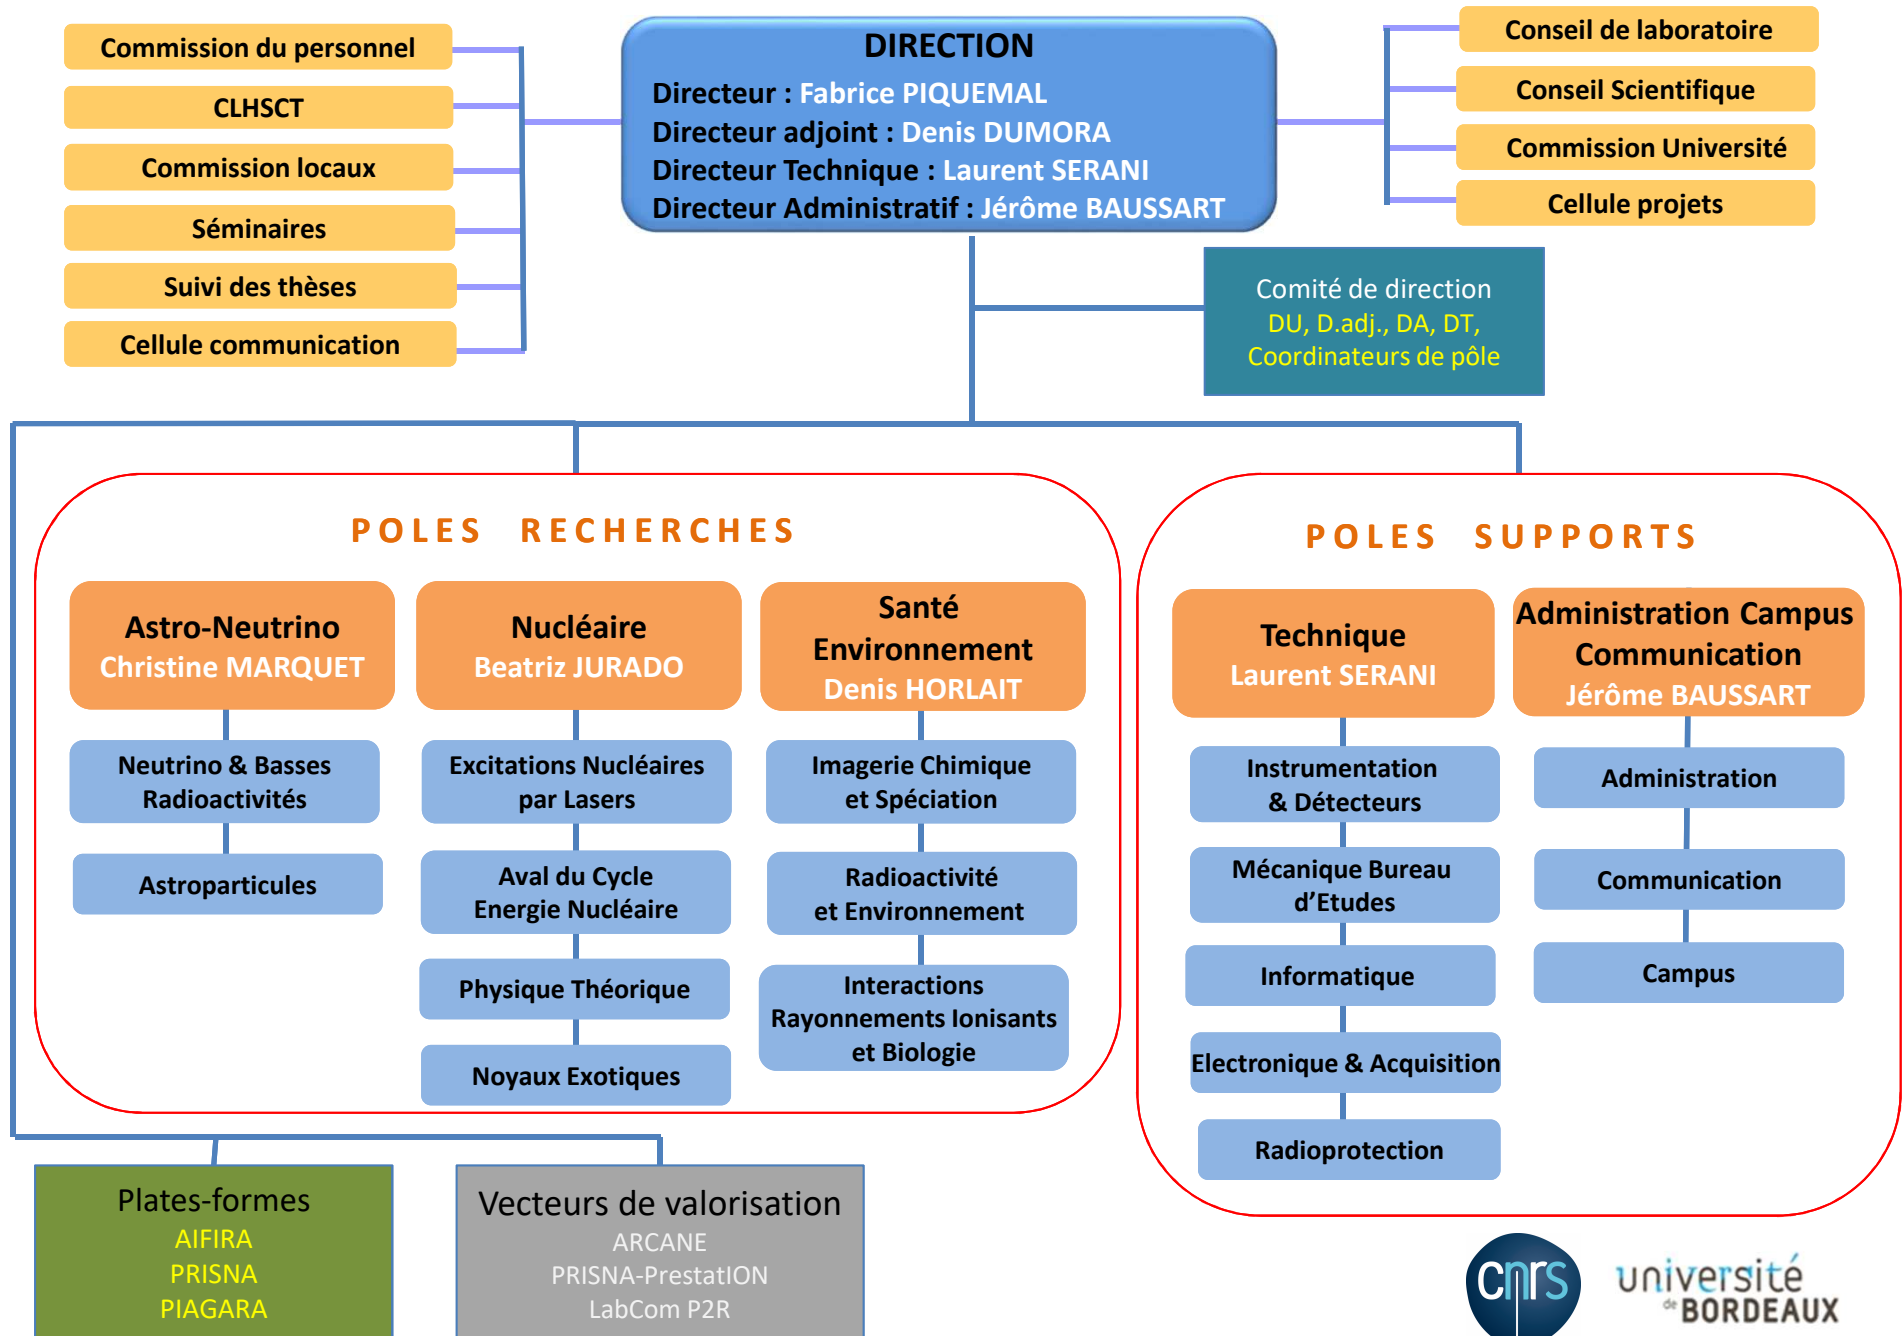 Commission du personnel
CLHSCT
Commission locaux
Séminaires
Suivi des thèses
Cellule communication
DIRECTION
Directeur : Fabrice PIQUEMAL
Directeur adjoint : Denis DUMORA
Directeur Technique : Laurent SERANI
Directeur Administratif : Jérôme BAUSSART
Conseil de laboratoire
Conseil Scientifique
Commission Université
Cellule projets
Comité de direction
DU, D.adj., DA, DT,
Coordinateurs de pôle
POLES RECHERCHES
Astro-Neutrino
Christine MARQUET
Neutrino & Basses
Radioactivités
Astroparticules
Nucléaire
Beatriz JURADO
Excitations Nucléaires
par Lasers
Aval du Cycle
Energie Nucléaire
Physique Théorique
Noyaux Exotiques
Santé
Environnement
Denis HORLAIT
Imagerie Chimique
et Spéciation
Radioactivité
et Environnement
Interactions
Rayonnements Ionisants
et Biologie
POLES SUPPORTS
Technique
Laurent SERANI
Instrumentation
& Détecteurs
Mécanique Bureau
d’Etudes
Informatique
Electronique & Acquisition
Radioprotection
Administration Campus
Communication
Jérôme BAUSSART
Administration
Communication
Campus
Plates-formes
AIFIRA
PRISNA
PIAGARA
Vecteurs de valorisation
ARCANE
PRISNA-PrestatION
LabCom P2R
cnrs
université
de BORDEAUX